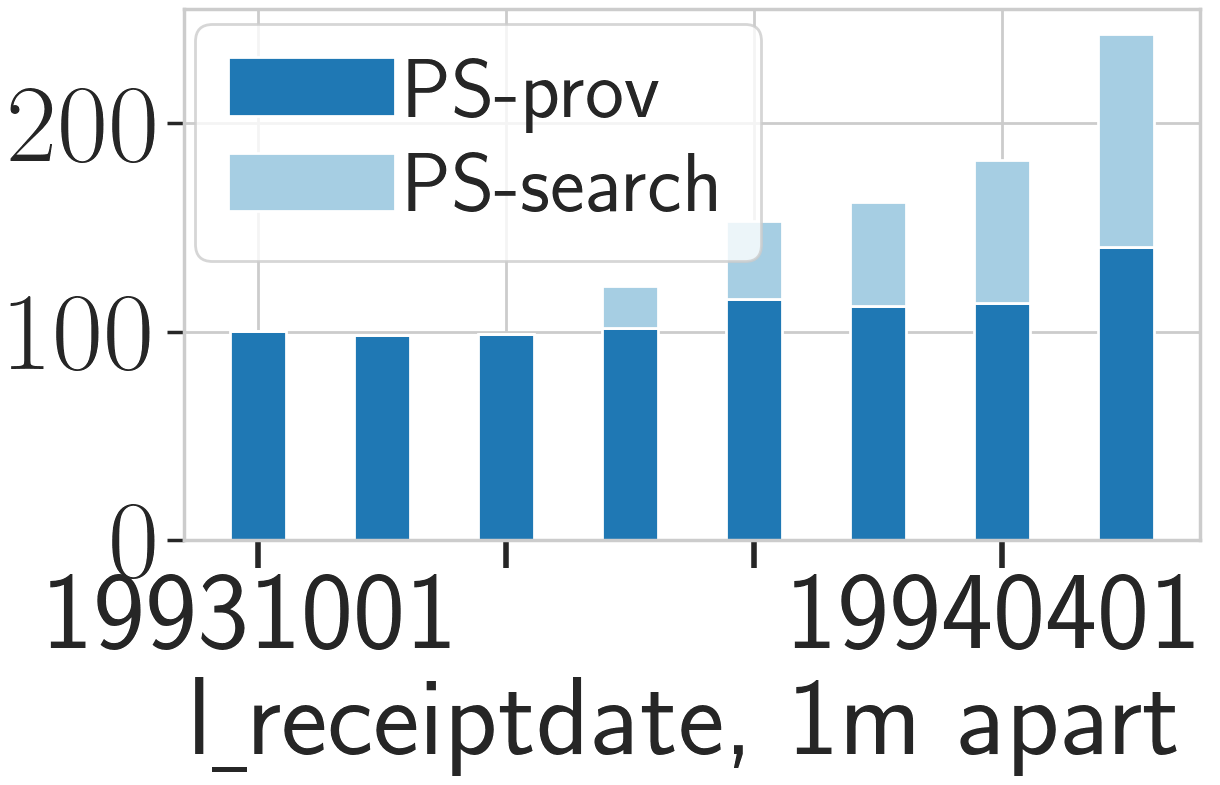 200
PS-prov
PS-search
100
0
19931001 19940401
l_receiptdate, 1m apart